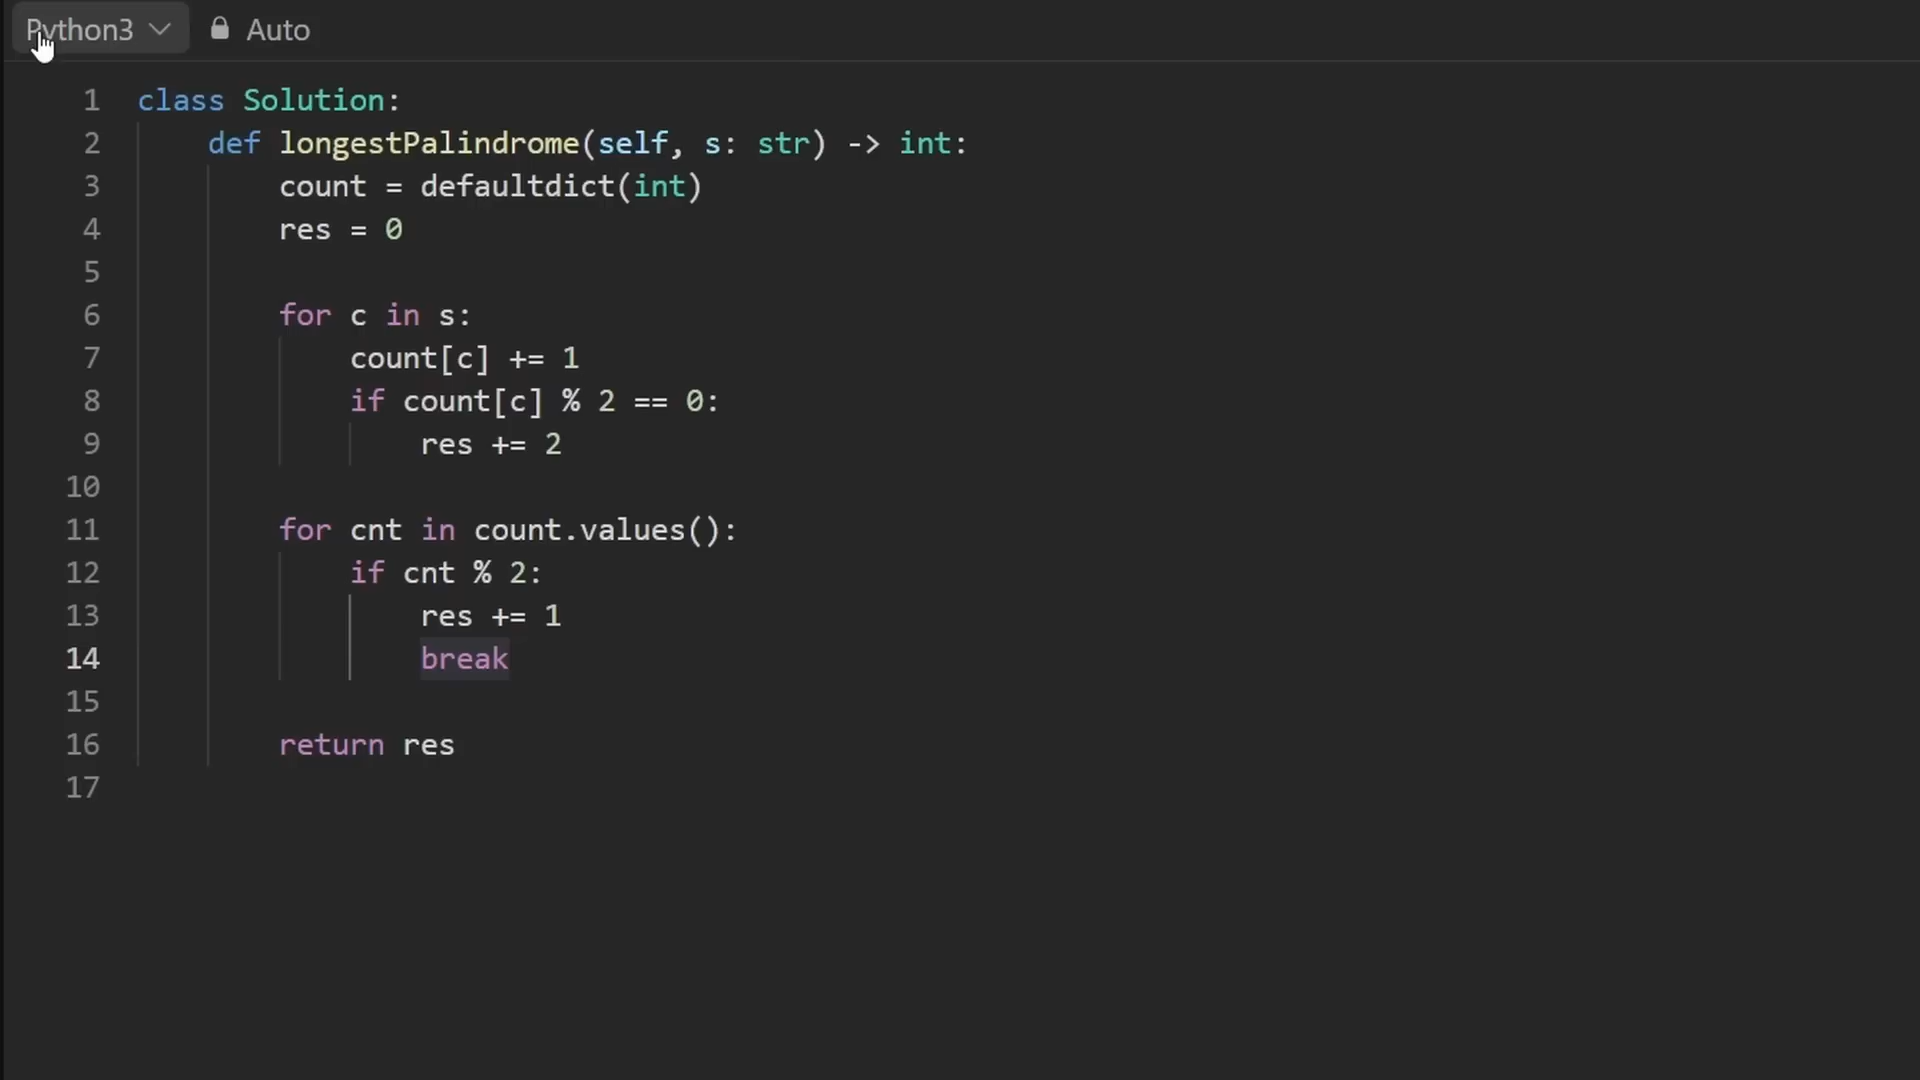 Python3 Auto
1 class Solution:
2 def longestPalindrome(self, s: str) -> int:
3 count = defaultdict(int)
4 res = 0
5
6 for c in s:
7 count[c] += 1
8 if count[c] % 2 == 0:
9 res += 2
10
11 for cnt in count.values():
12 if cnt % 2:
13 res += 1
14 break
15
16 return res
17